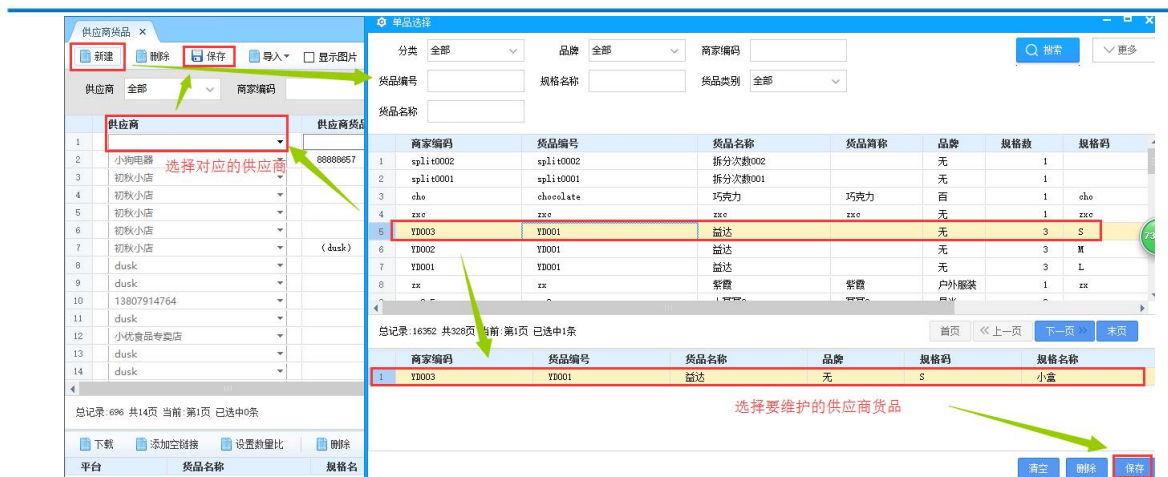 供应商货品 ×
新建 删除 保存 导入 显示图片
供应商 全部 商家编码
供应商 供应商货品
1
2 小狗电器 88888657
选择对应的供应商
3 初秋小店
4 初秋小店
5 初秋小店
6 初秋小店
7 初秋小店 (dusk)
8 dusk
9 dusk
10 13807914764
11 dusk
12 小优食品专卖店
13 dusk
14 dusk
总记录:696 共14页 当前:第1页 已选中0条
下载 添加空链接 设置数量比 删除
平台 货品名称 规格名
单品选择
分类 全部 品牌 全部 商家编码 搜索 更多
货品编号 规格名称 货品类别 全部
货品名称
商家编码 货品编号 货品名称 货品简称 品牌 规格数 规格码
1 split0002 split0002 拆分次数002 无 1
2 split0001 split0001 拆分次数001 无 1
3 cho chocolate 巧克力 巧克力 百 1 cho
4 zxc zxc zxc zxc 无 1 zxc
5 YD003 YD001 益达 无 3 S
6 YD002 YD001 益达 无 3 M
7 YD001 YD001 益达 无 3 L
8 zx zx 紫霞 紫霞 户外服装 1 zx
总记录:16352 共328页 当前:第1页 已选中1条 首页 上一页 下一页 末页
商家编码 货品编号 货品名称 品牌 规格码 规格名称
1 YD003 YD001 益达 无 S 小盒
选择要维护的供应商货品
清空 删除 保存
73